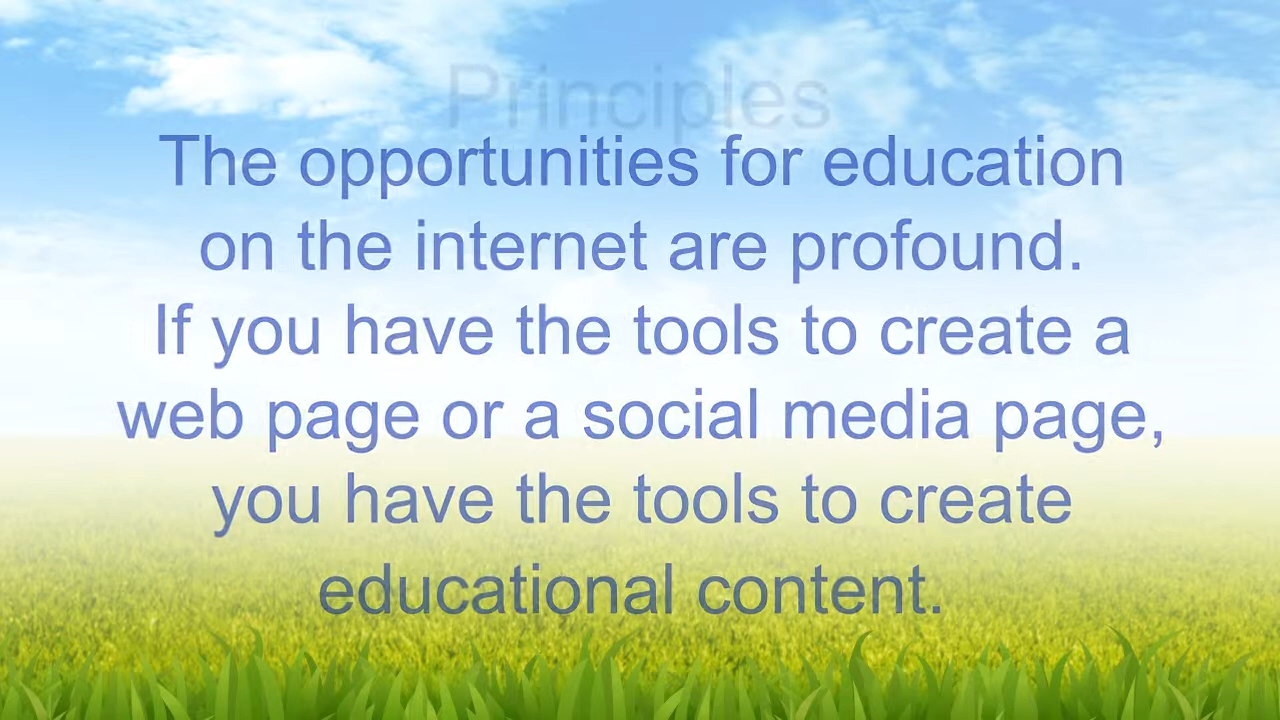 Principles
The opportunities for education
on the internet are profound.
If you have the tools to create a
web page or a social media page,
you have the tools to create
educational content.